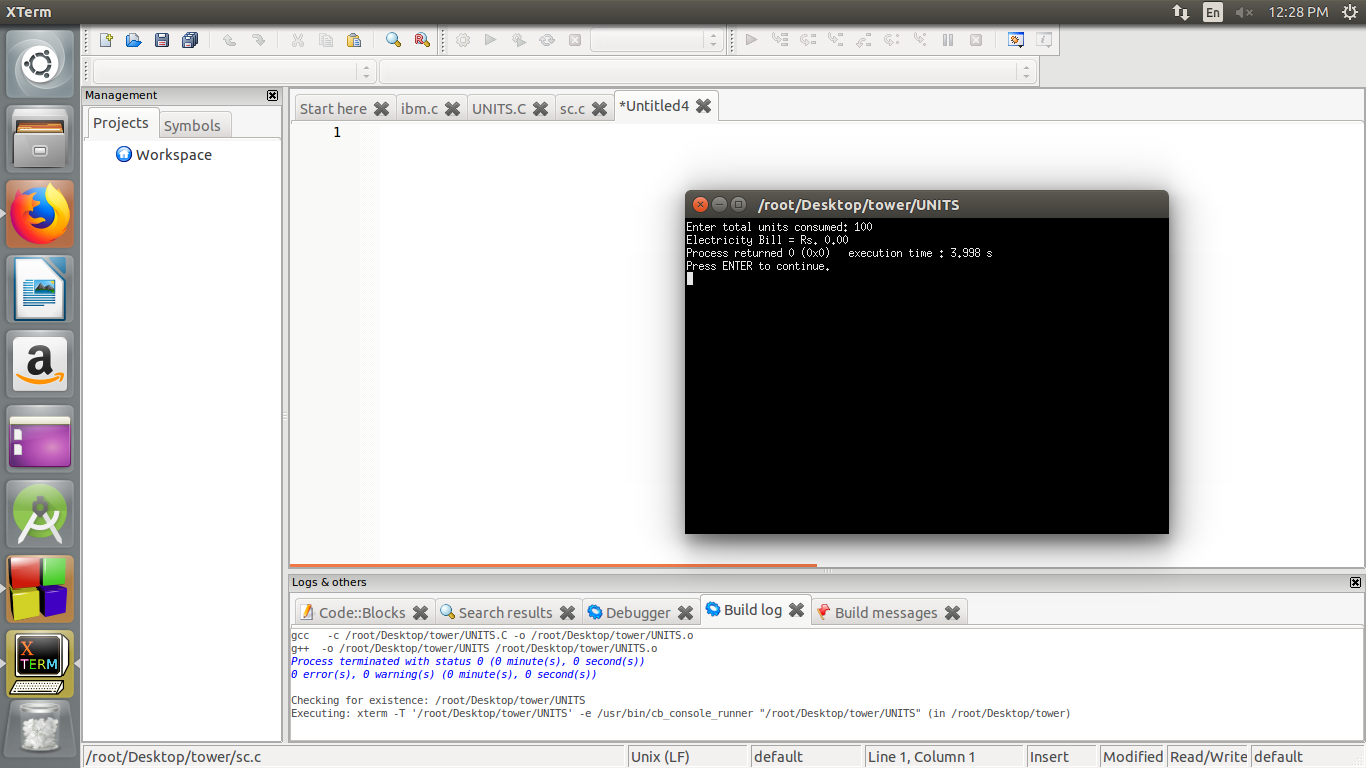 XTerm
En
12:28 PM
Management
Projects
Symbols
Workspace
Start here
ibm.c
UNITS.C
sc.c
*Untitled4
1
/root/Desktop/tower/UNITS
Enter total units consumed: 100
Electricity Bill = Rs. 0.00
Process returned 0 (0x0)   execution time : 3.998 s
Press ENTER to continue.
a
X
TERM
Logs & others
Code::Blocks
Search results
Debugger
Build log
Build messages
gcc   -c /root/Desktop/tower/UNITS.C -o /root/Desktop/tower/UNITS.o
g++  -o /root/Desktop/tower/UNITS /root/Desktop/tower/UNITS.o
Process terminated with status 0 (0 minute(s), 0 second(s))
0 error(s), 0 warning(s) (0 minute(s), 0 second(s))
Checking for existence: /root/Desktop/tower/UNITS
Executing: xterm -T '/root/Desktop/tower/UNITS' -e /usr/bin/cb_console_runner "/root/Desktop/tower/UNITS" (in /root/Desktop/tower)
/root/Desktop/tower/sc.c
Unix (LF)
default
Line 1, Column 1
Insert
Modified
Read/Write
default